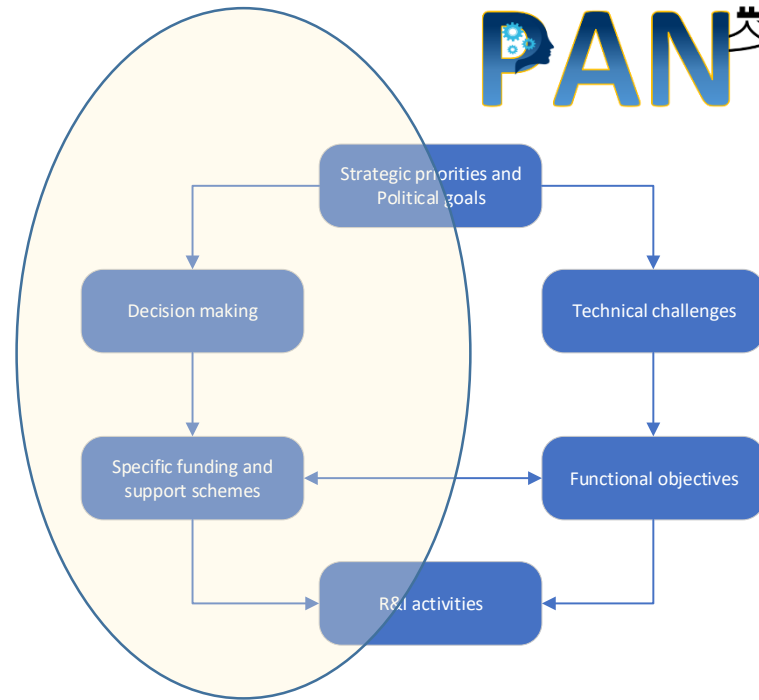 PAN
Strategic priorities and
Political goals
Decision making
Technical challenges
Specific funding and
support schemes
Functional objectives
R&I activities